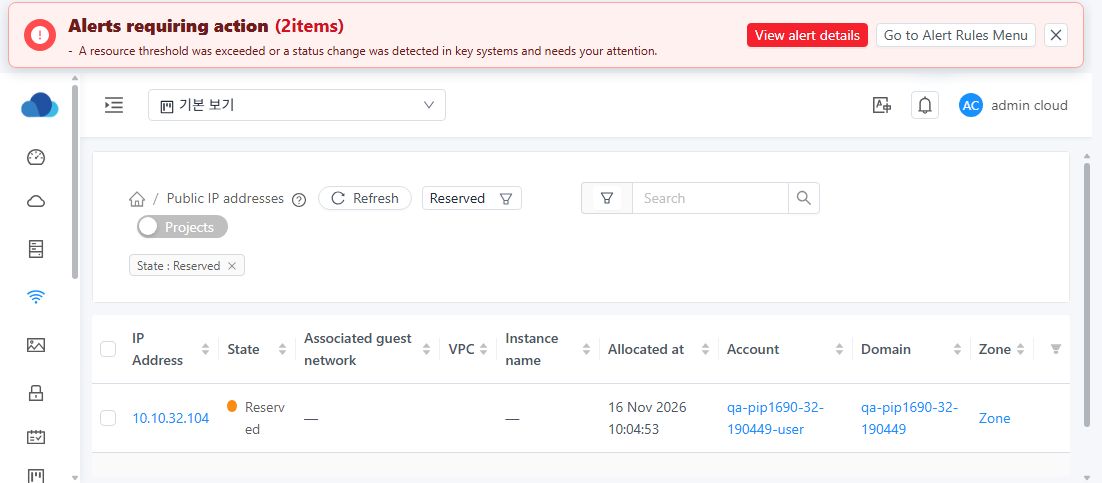 Alerts requiring action (2items)
- A resource threshold was exceeded or a status change was detected in key systems and needs your attention.
View alert details
Go to Alert Rules Menu
기본 보기
AC admin cloud
/ Public IP addresses
Refresh
Reserved
Search
Projects
State : Reserved
IP Address
State
Associated guest network
VPC
Instance name
Allocated at
Account
Domain
Zone
10.10.32.104
Reserved
—
—
16 Nov 2026
10:04:53
qa-pip1690-32-
190449-user
qa-pip1690-32-
190449
Zone